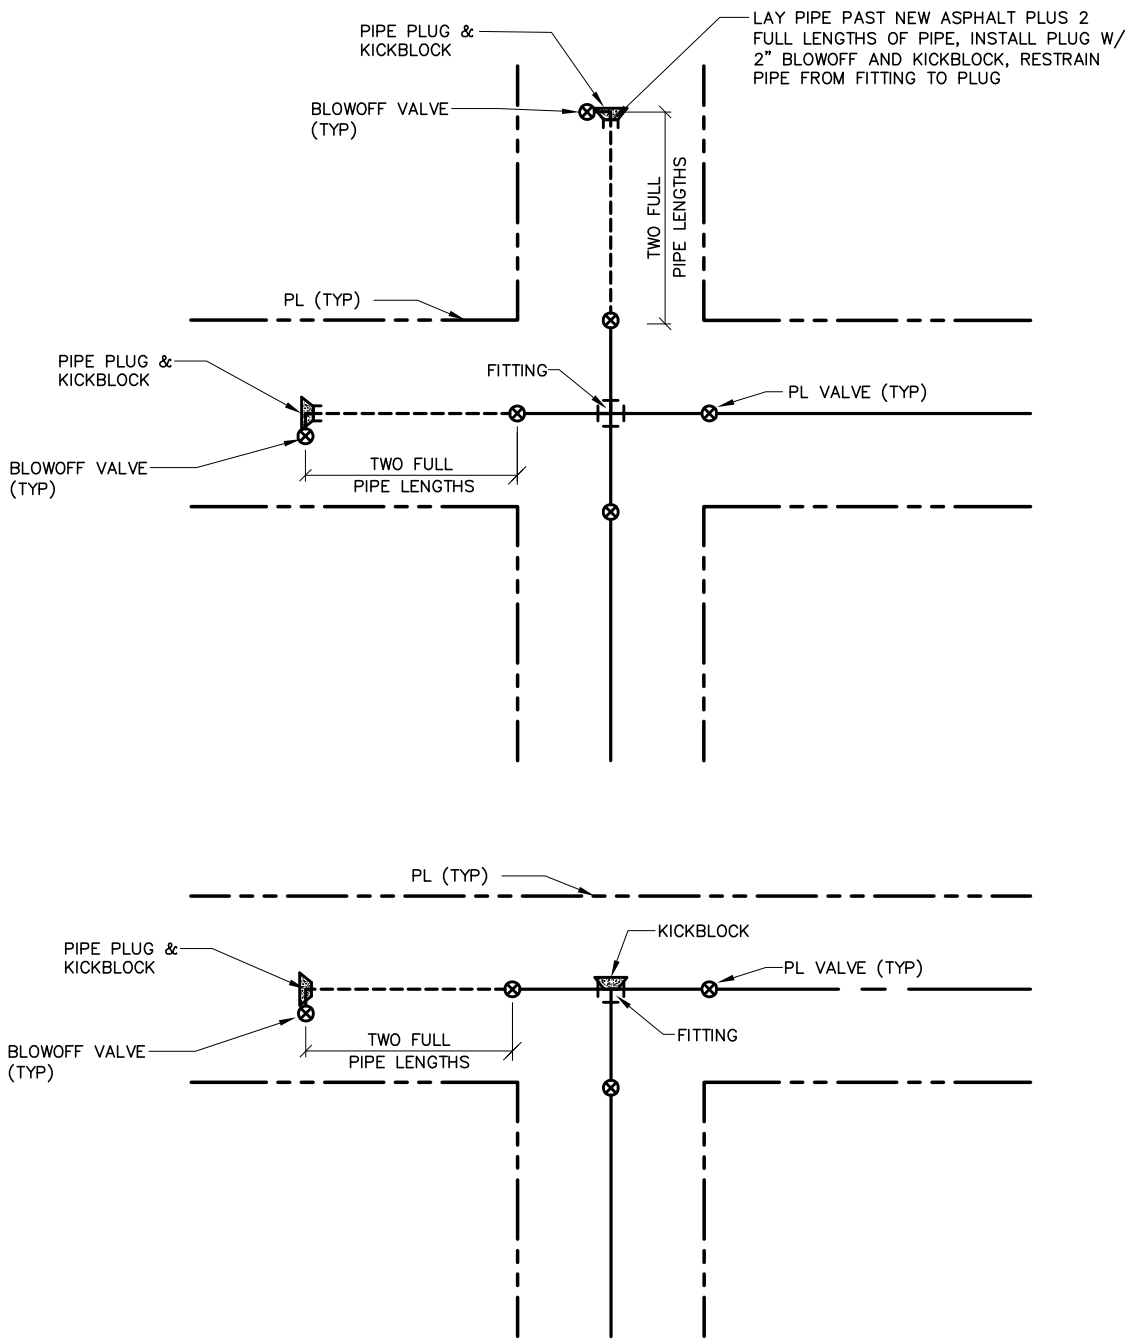 LAY PIPE PAST NEW ASPHALT PLUS 2
FULL LENGTHS OF PIPE, INSTALL PLUG W/
2" BLOWOFF AND KICKBLOCK, RESTRAIN
PIPE FROM FITTING TO PLUG
PIPE PLUG &
KICKBLOCK
BLOWOFF VALVE
(TYP)
TWO FULL
PIPE LENGTHS
PL (TYP)
PIPE PLUG &
KICKBLOCK
FITTING
PL VALVE (TYP)
BLOWOFF VALVE
(TYP)
TWO FULL
PIPE LENGTHS
PL (TYP)
PIPE PLUG &
KICKBLOCK
KICKBLOCK
PL VALVE (TYP)
FITTING
BLOWOFF VALVE
(TYP)
TWO FULL
PIPE LENGTHS